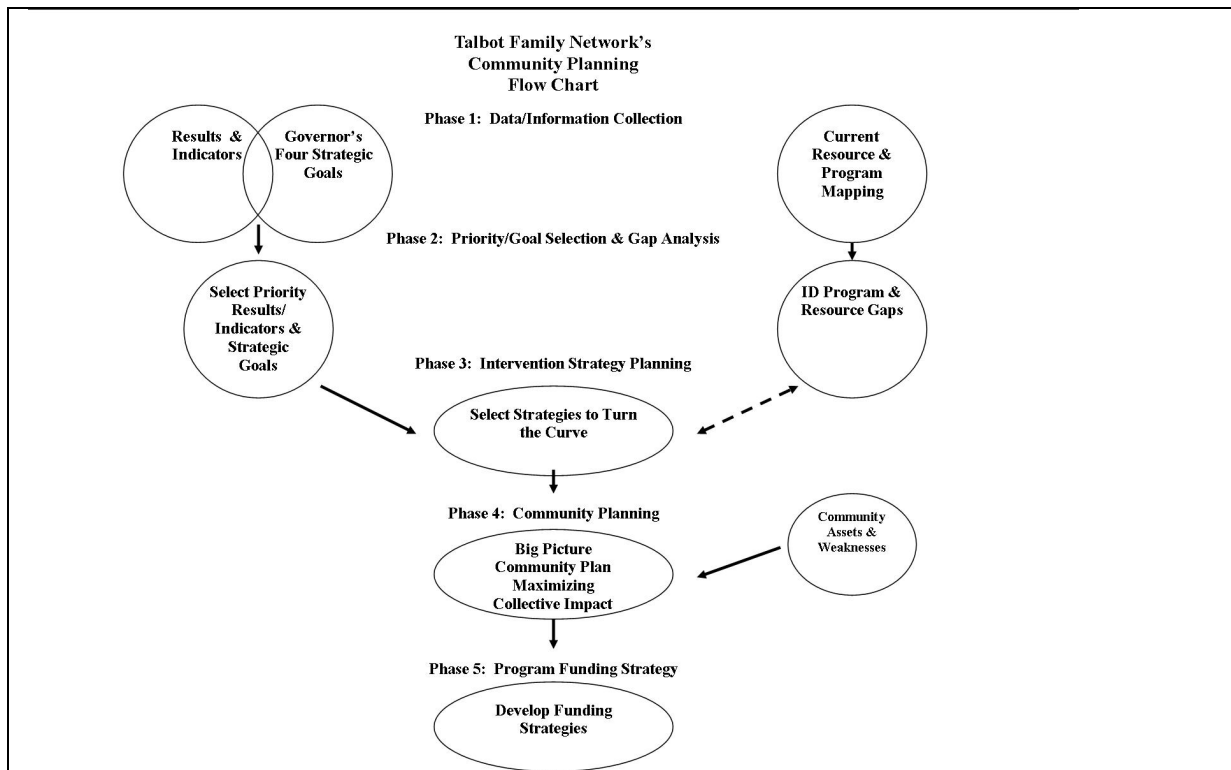 Talbot Family Network's
Community Planning
Flow Chart
Phase 1: Data/Information Collection
Results &
Indicators
Governor's
Four Strategic
Goals
Current
Resource &
Program
Mapping
Phase 2: Priority/Goal Selection & Gap Analysis
Select Priority
Results/
Indicators &
Strategic
Goals
ID Program &
Resource Gaps
Phase 3: Intervention Strategy Planning
Select Strategies to Turn
the Curve
Phase 4: Community Planning
Community
Assets &
Weaknesses
Big Picture
Community Plan
Maximizing
Collective Impact
Phase 5: Program Funding Strategy
Develop Funding
Strategies